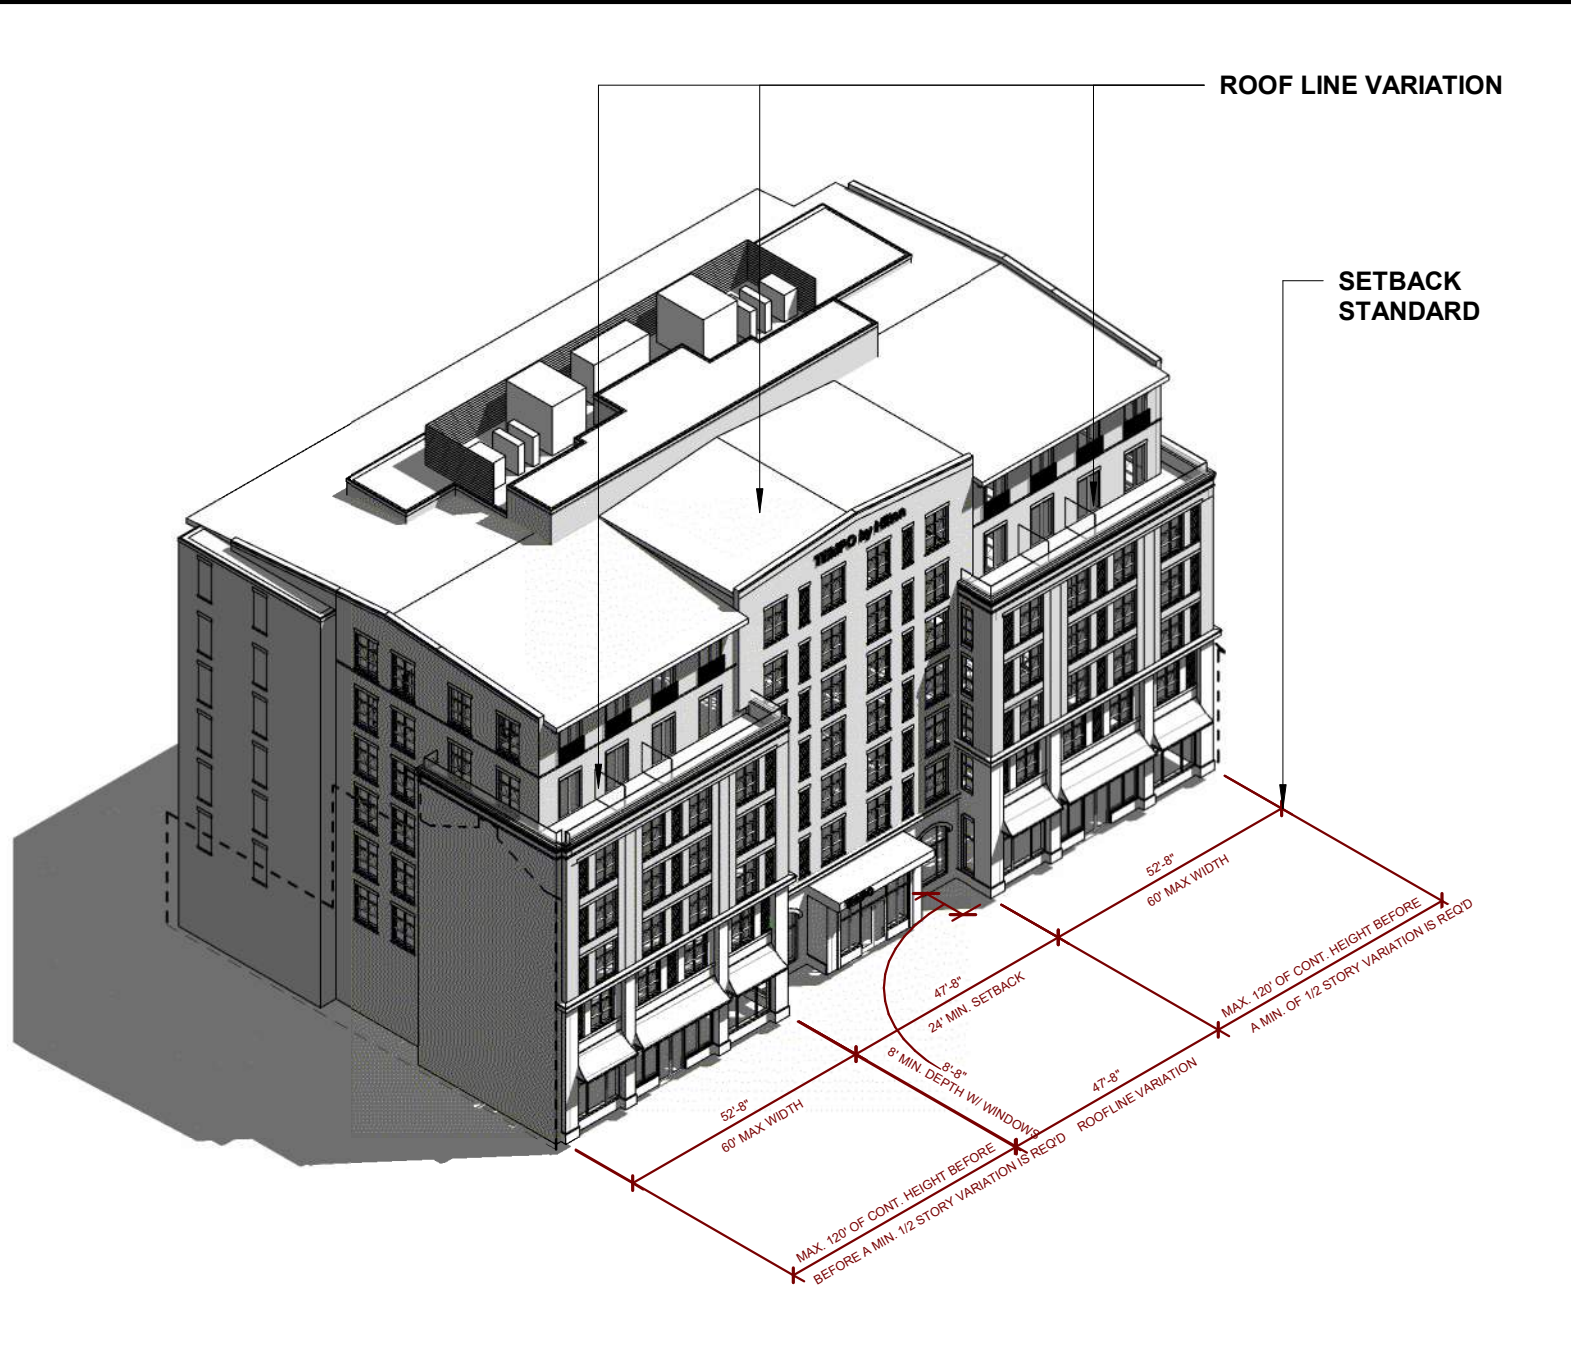 ROOF LINE VARIATION
SETBACK
STANDARD
TEMPO by Hilton
TEMPO
52'-8"
60' MAX WIDTH
MAX. 120' OF CONT. HEIGHT BEFORE
A MIN. OF 1/2 STORY VARIATION IS REQ'D
47'-8"
24' MIN. SETBACK
8'-8"
8' MIN. DEPTH W/ WINDOWS
47'-8"
ROOFLINE VARIATION
52'-8"
60' MAX WIDTH
MAX. 120' OF CONT. HEIGHT BEFORE
BEFORE A MIN. 1/2 STORY VARIATION IS REQ'D